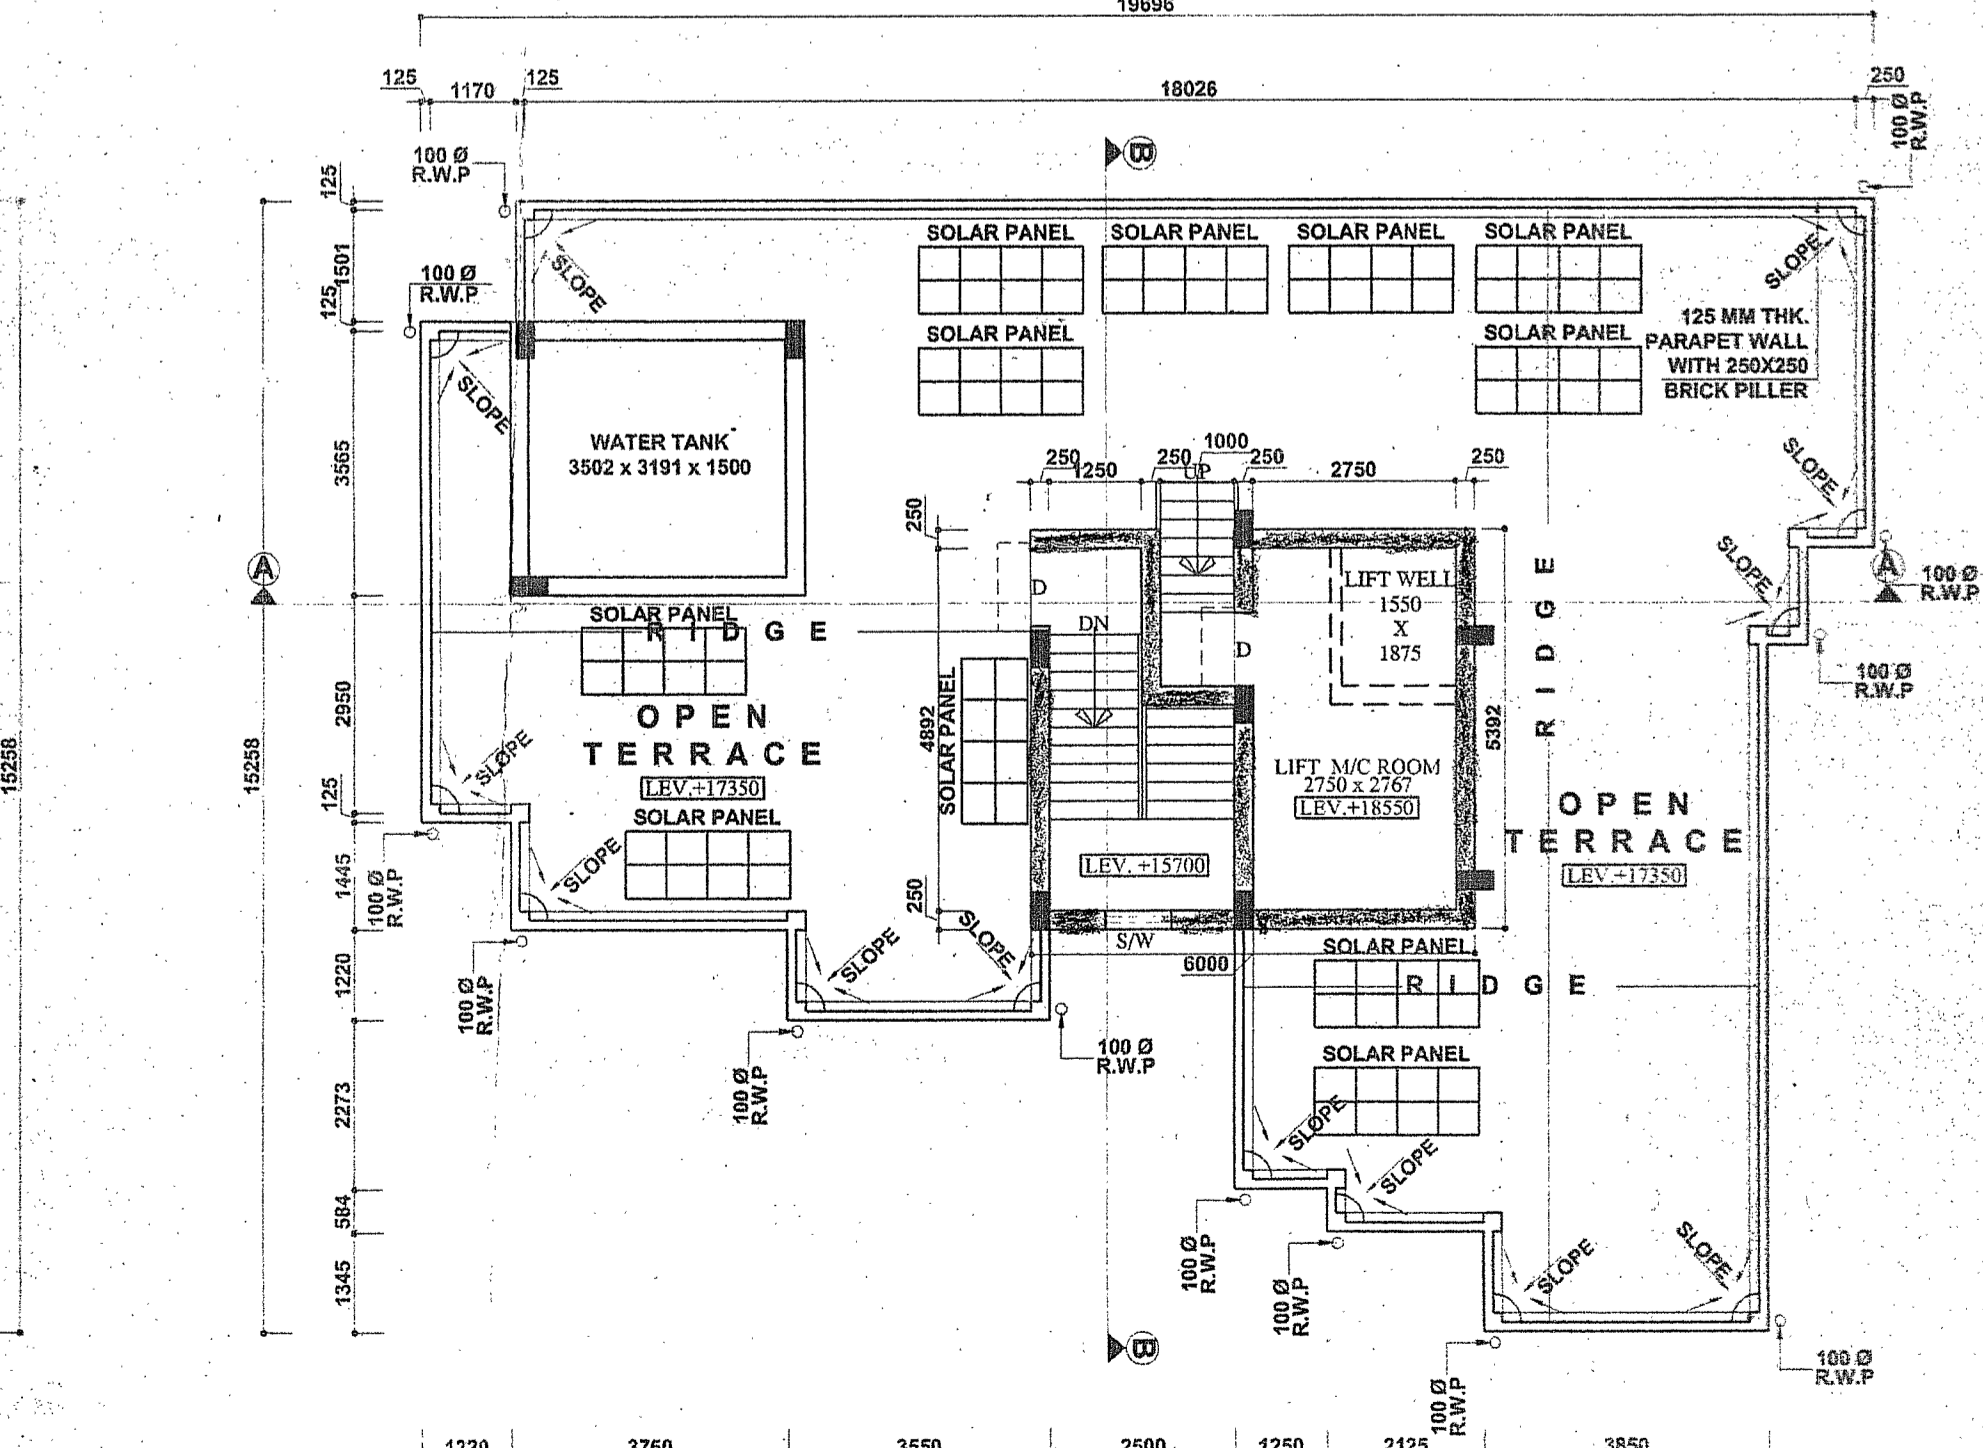 19696
125
1170
125
18026
250
100 Ø
R.W.P
100 Ø
R.W.P
B
125
1501
125
100 Ø
R.W.P
SLOPE
SOLAR PANEL
SOLAR PANEL
SOLAR PANEL
SOLAR PANEL
SLOPE
SOLAR PANEL
SOLAR PANEL
125 MM THK.
PARAPET WALL
WITH 250X250
BRICK PILLER
SLOPE
WATER TANK
3502 x 3191 x 1500
3565
250
1250
250
1000
UP
250
2750
250
SLOPE
250
A
D
LIFT WELL
1550
X
1875
RIDGE
SLOPE
A
100 Ø
R.W.P
SOLAR PANEL
RIDGE
DN
D
100 Ø
R.W.P
2950
OPEN
TERRACE
LEV.+17350
SLOPE
4892
SOLAR PANEL
5392
15258
15258
LIFT M/C ROOM
2750 x 2767
LEV.+18550
OPEN
TERRACE
LEV.+17350
125
SOLAR PANEL
SLOPE
1445
100 Ø
R.W.P
LEV. +15700
250
SLOPE
SLOPE
S/W
6000
SOLAR PANEL
RIDGE
1220
100 Ø
R.W.P
100 Ø
R.W.P
100 Ø
R.W.P
SOLAR PANEL
2273
SLOPE
SLOPE
584
100 Ø
R.W.P
100 Ø
R.W.P
SLOPE
SLOPE
1345
B
100 Ø
R.W.P
100 Ø
R.W.P
1220
3750
3550
2500
1250
2125
3850